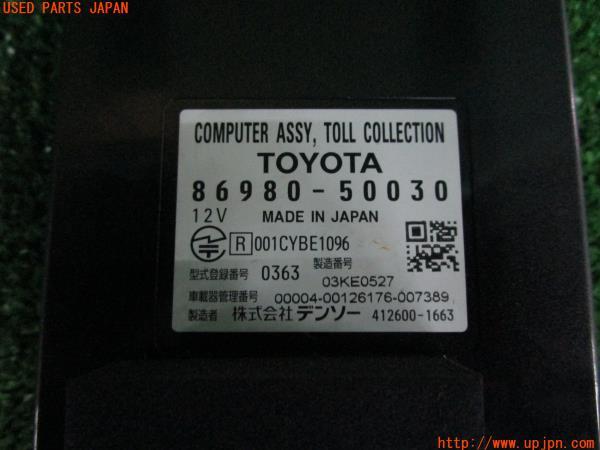 USED PARTS JAPAN
COMPUTER ASSY, TOLL COLLECTION
TOYOTA
86980-50030
12V MADE IN JAPAN
R 001CYBE1096
型式登録番号 0363 製造番号 03KE0527
車載器管理番号 00004-00126176-007389
製造者 株式会社 デンソー 412600-1663
http://www.upjpn.com/